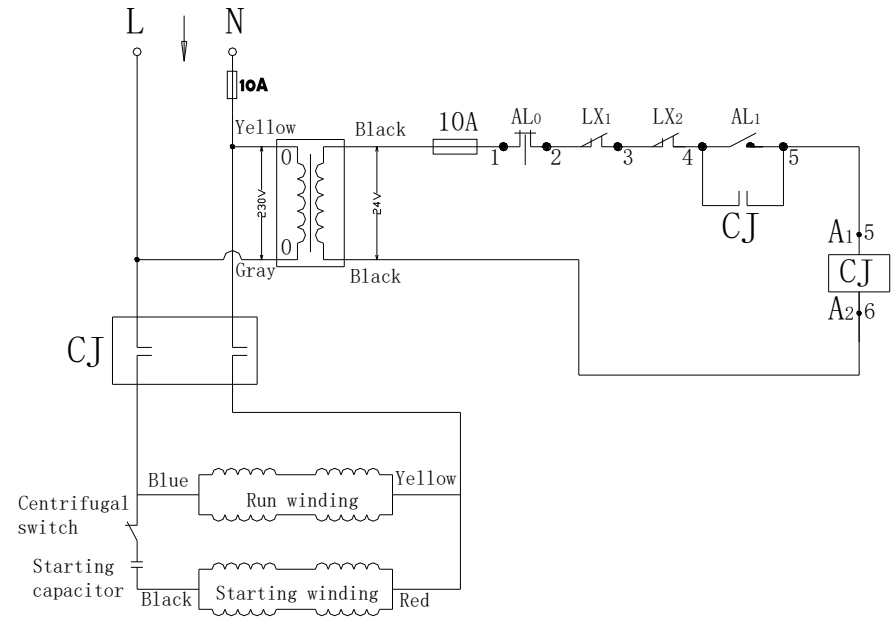 L N
10A
Yellow
Black
10A
AL0
LX1
LX2
AL1
0
230V
24V
1
2
3
4
5
CJ
0
Gray
Black
A1 5
CJ
A2 6
CJ
Blue
Yellow
Run winding
Centrifugal
switch
Starting
capacitor
Black
Starting winding
Red